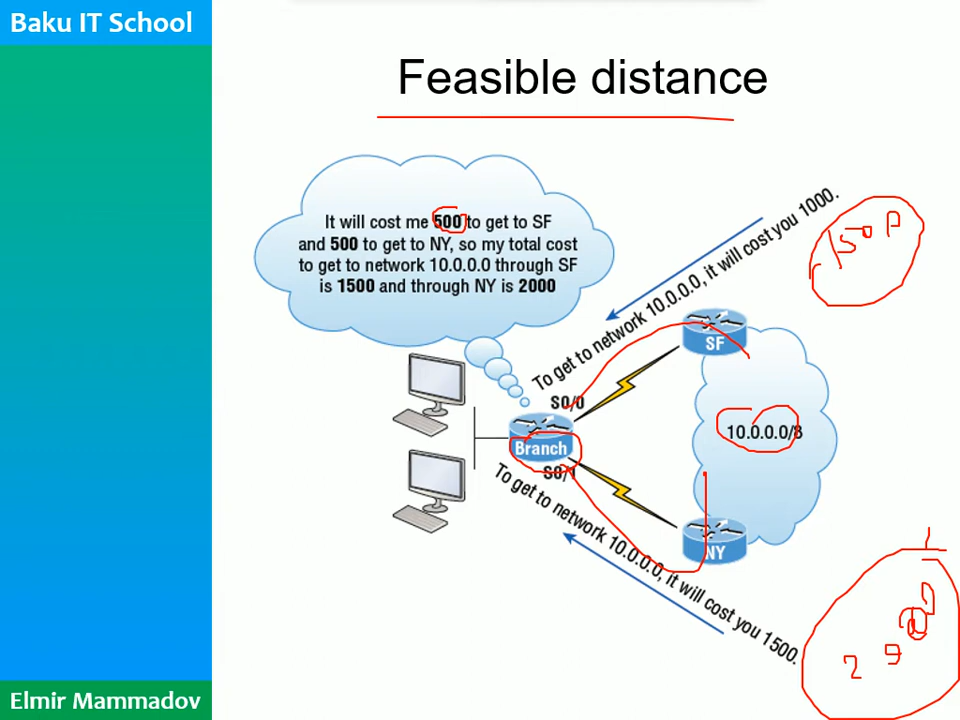 Baku IT School
Feasible distance
It will cost me 500 to get to SF
and 500 to get to NY, so my total cost
to get to network 10.0.0.0 through SF
is 1500 and through NY is 2000
To get to network 10.0.0.0, it will cost you 1000.
SF
S0/0
10.0.0.0/8
Branch
S0/1
NY
To get to network 10.0.0.0, it will cost you 1500.
Elmir Mammadov